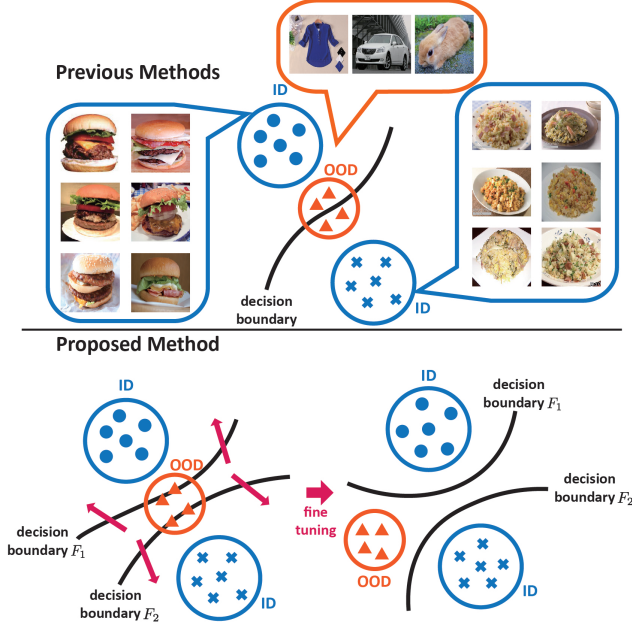 Previous Methods
ID
OOD
decision
boundary
ID
Proposed Method
ID
OOD
decision
boundary F₁
decision
boundary F₂
ID
fine
tuning
ID
decision
boundary F₁
decision
boundary F₂
OOD
ID